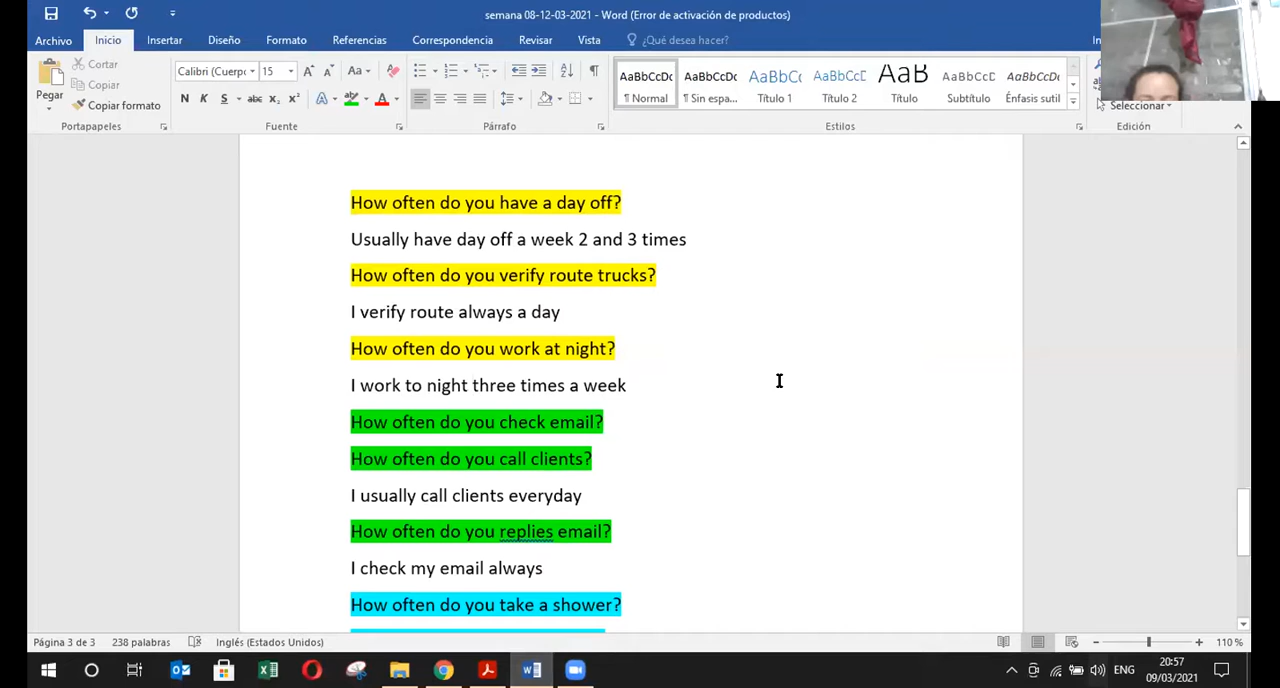 semana 08-12-03-2021 - Word (Error de activación de productos)
Archivo Inicio Insertar Diseño Formato Referencias Correspondencia Revisar Vista ¿Qué desea hacer?
Pegar
Cortar
Copiar
Copiar formato
Calibri (Cuerpo 15
N K S abc x₂ x² Aa
AaBbCcDc AaBbCcDc AaBbCc AaBbCcD AaB AaBbCcD AaBbCcDc
¶ Normal ¶ Sin espa... Título 1 Título 2 Título Subtítulo Énfasis sutil
Seleccionar
Portapapeles Fuente Párrafo Estilos Edición
How often do you have a day off?
Usually have day off a week 2 and 3 times
How often do you verify route trucks?
I verify route always a day
How often do you work at night?
I work to night three times a week
How often do you check email?
How often do you call clients?
I usually call clients everyday
How often do you replies email?
I check my email always
How often do you take a shower?
Página 3 de 3 238 palabras Inglés (Estados Unidos) 110 %
ENG
20:57
09/03/2021